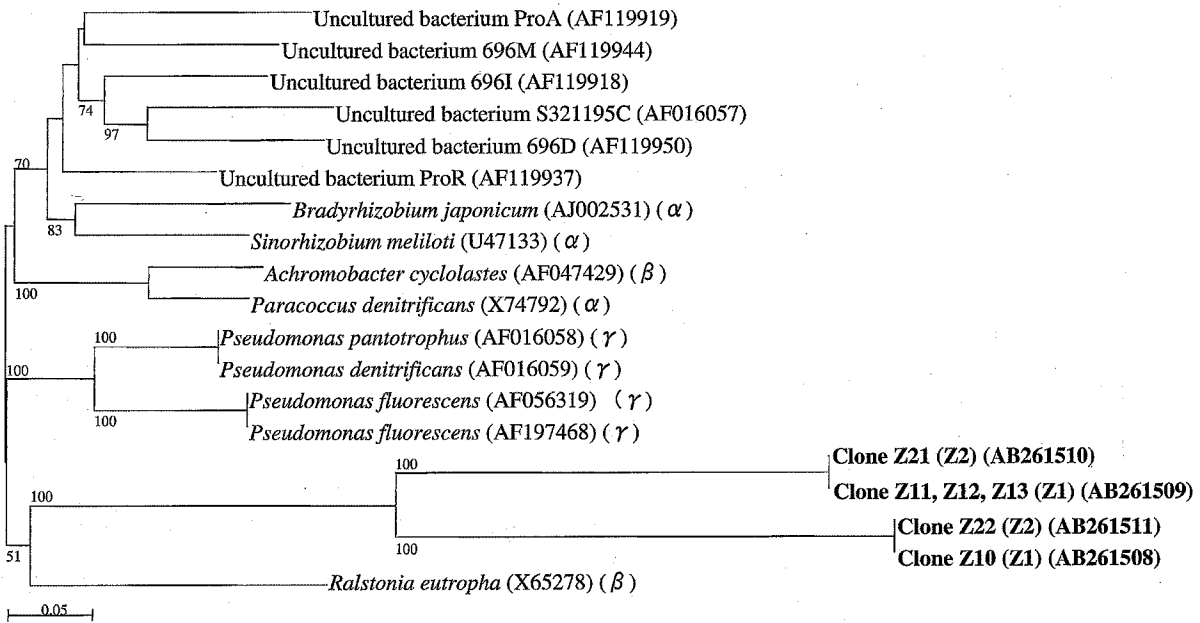 Uncultured bacterium ProA (AF119919)
Uncultured bacterium 696M (AF119944)
Uncultured bacterium 696I (AF119918)
74
Uncultured bacterium S321195C (AF016057)
97
Uncultured bacterium 696D (AF119950)
70
Uncultured bacterium ProR (AF119937)
Bradyrhizobium japonicum (AJ002531) (α)
83
Sinorhizobium meliloti (U47133) (α)
Achromobacter cyclolastes (AF047429) (β)
100
Paracoccus denitrificans (X74792) (α)
100
Pseudomonas pantotrophus (AF016058) (γ)
100
Pseudomonas denitrificans (AF016059) (γ)
Pseudomonas fluorescens (AF056319) (γ)
100
Pseudomonas fluorescens (AF197468) (γ)
Clone Z21 (Z2) (AB261510)
100
Clone Z11, Z12, Z13 (Z1) (AB261509)
100
Clone Z22 (Z2) (AB261511)
100
Clone Z10 (Z1) (AB261508)
51
Ralstonia eutropha (X65278) (β)
0.05